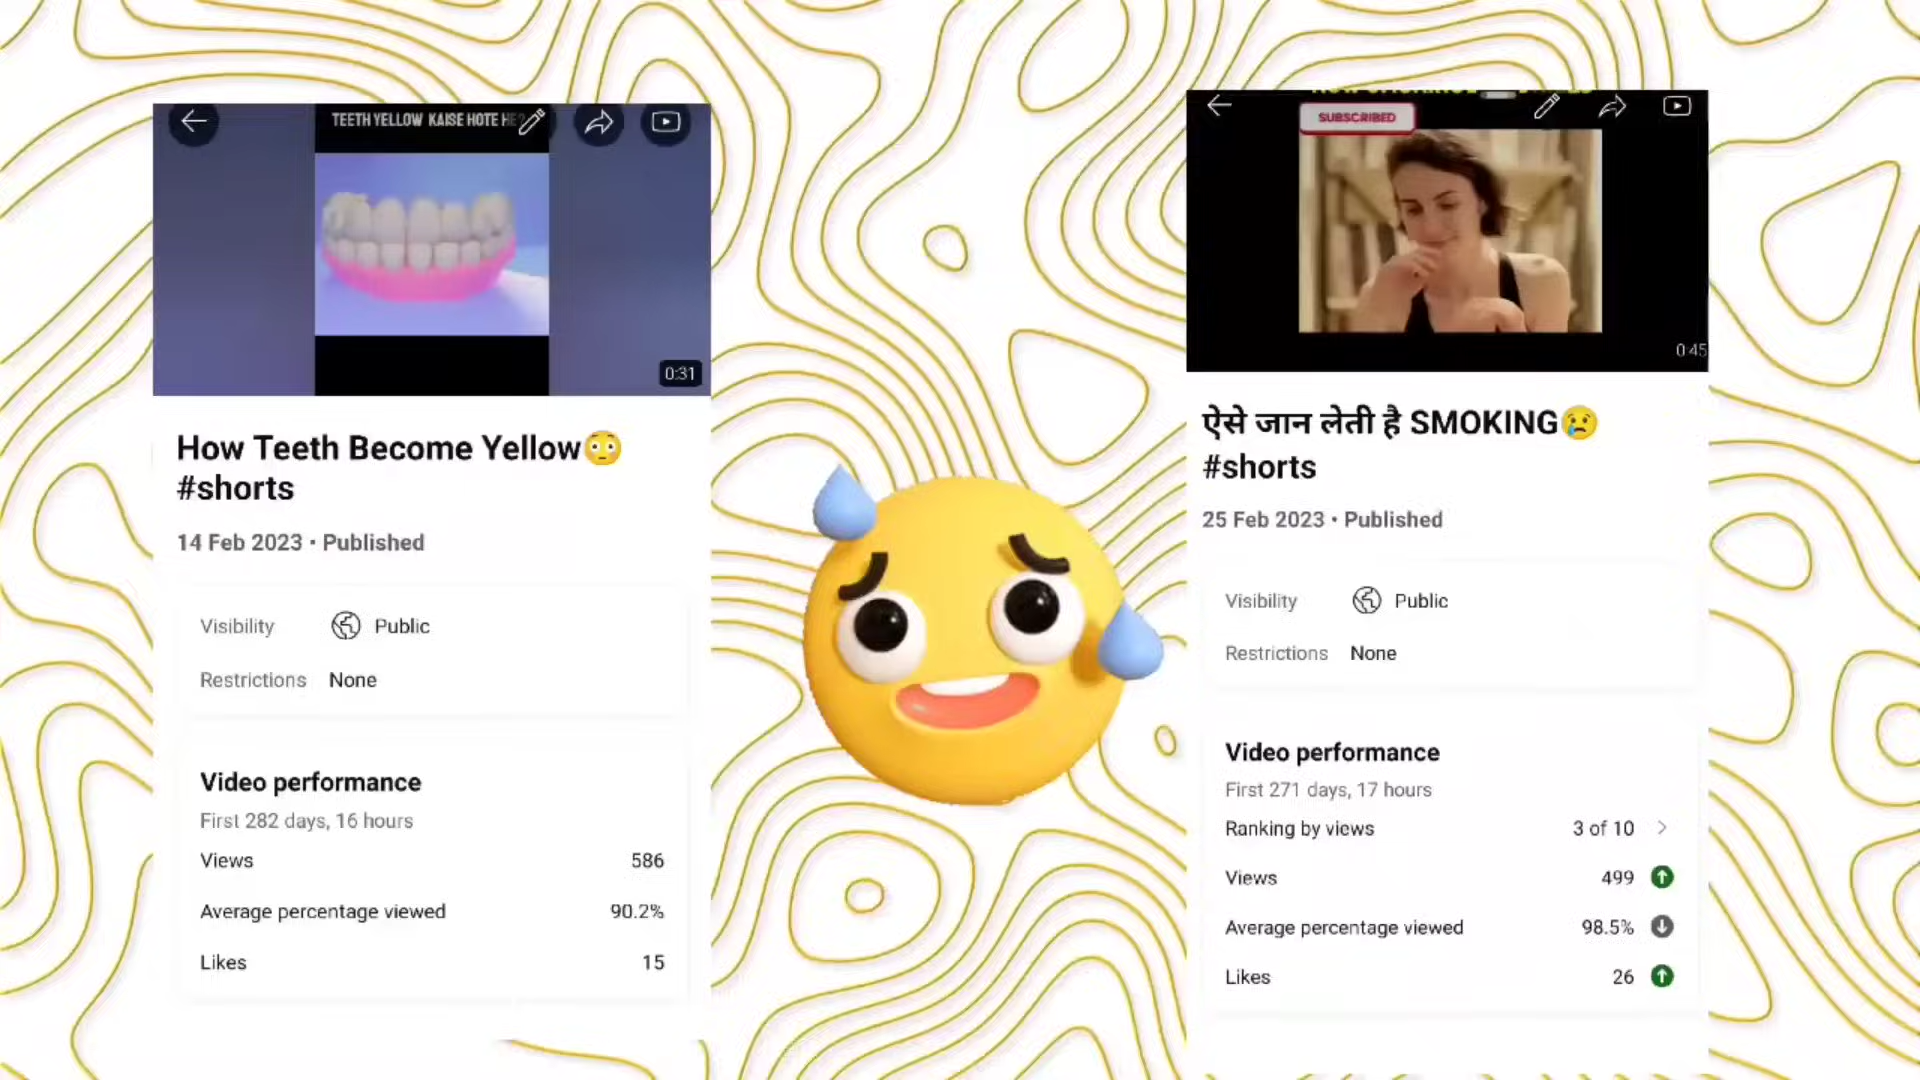 TEETH YELLOW KAISE HOTE HE
0:31
How Teeth Become Yellow😳
#shorts
14 Feb 2023 • Published
Visibility Public
Restrictions None
Video performance
First 282 days, 16 hours
Views 586
Average percentage viewed 90.2%
Likes 15
SUBSCRIBED
0:45
ऐसे जान लेती है SMOKING😢
#shorts
25 Feb 2023 • Published
Visibility Public
Restrictions None
Video performance
First 271 days, 17 hours
Ranking by views 3 of 10
Views 499
Average percentage viewed 98.5%
Likes 26